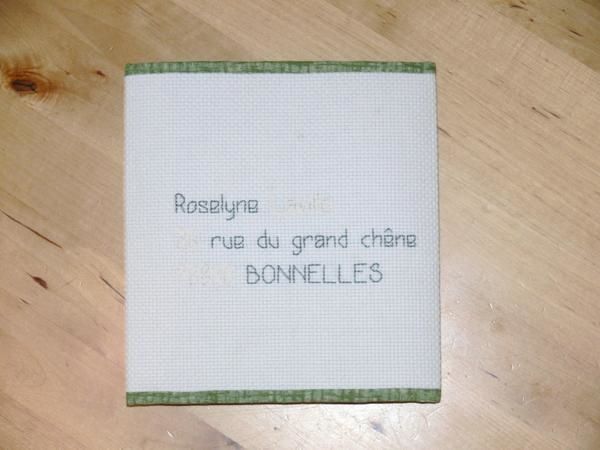 Roselyne
rue du grand chêne
BONNELLES